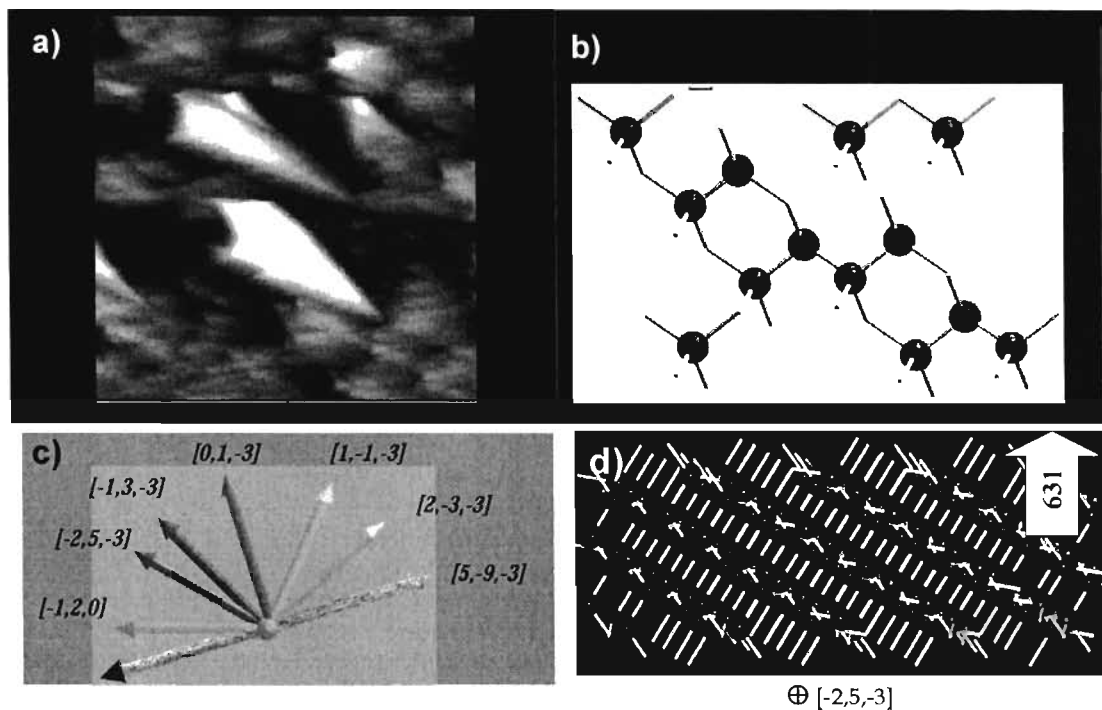 a)
b)
c)
[0,1,-3]
[1,-1,-3]
[-1,3,-3]
[2,-3,-3]
[-2,5,-3]
[5,-9,-3]
[-1,2,0]
d)
631
⊕ [-2,5,-3]